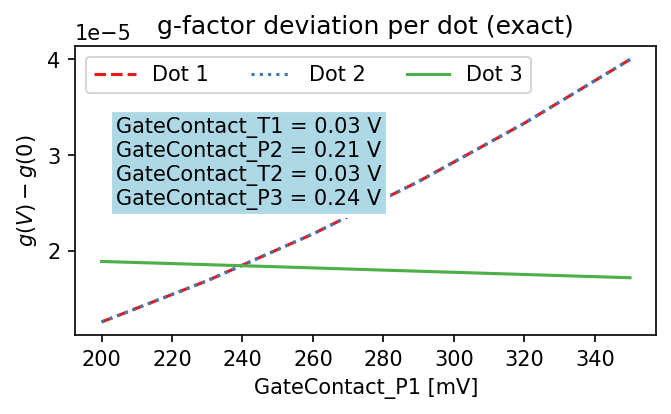 g-factor deviation per dot (exact)
1e−5
Dot 1 Dot 2 Dot 3
GateContact_T1 = 0.03 V
GateContact_P2 = 0.21 V
GateContact_T2 = 0.03 V
GateContact_P3 = 0.24 V
4
3
2
g(V) − g(0)
200 220 240 260 280 300 320 340
GateContact_P1 [mV]